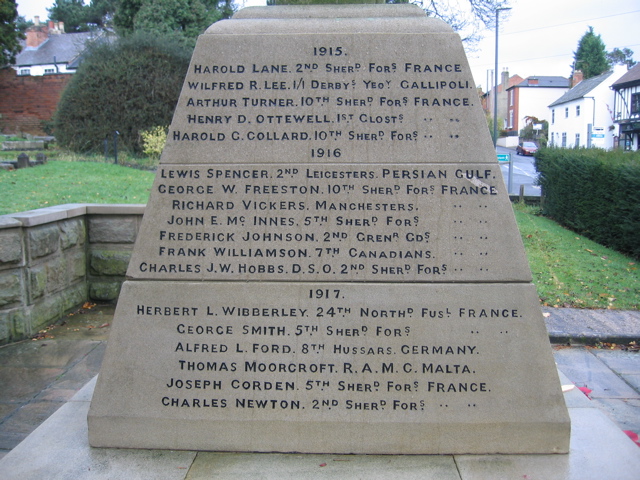 1915.
HAROLD LANE. 2ND SHERD FORS FRANCE
WILFRED R. LEE. 1/1 DERBYS YEOY GALLIPOLI.
ARTHUR TURNER. 10TH SHERD FORS FRANCE.
HENRY D. OTTEWELL. 1ST GLOSTS " "
HAROLD G. COLLARD. 10TH SHERD FORS " "
1916
LEWIS SPENCER. 2ND LEICESTERS. PERSIAN GULF.
GEORGE W. FREESTON. 10TH SHERD FORS FRANCE
RICHARD VICKERS. MANCHESTERS. " "
JOHN E. MC INNES. 5TH SHERD FORS " "
FREDERICK JOHNSON. 2ND GRENR GDS " "
FRANK WILLIAMSON. 7TH CANADIANS. " "
CHARLES J.W. HOBBS. D.S.O. 2ND SHERD FORS " "
1917.
HERBERT L. WIBBERLEY. 24TH NORTHD FUSL FRANCE.
GEORGE SMITH. 5TH SHERD FORS " "
ALFRED L. FORD. 8TH HUSSARS. GERMANY.
THOMAS MOORCROFT. R.A.M.C. MALTA.
JOSEPH CORDEN. 5TH SHERD FORS FRANCE.
CHARLES NEWTON. 2ND SHERD FORS " "